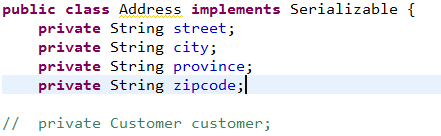 public class Address implements Serializable {
    private String street;
    private String city;
    private String province;
    private String zipcode;
//  private Customer customer;